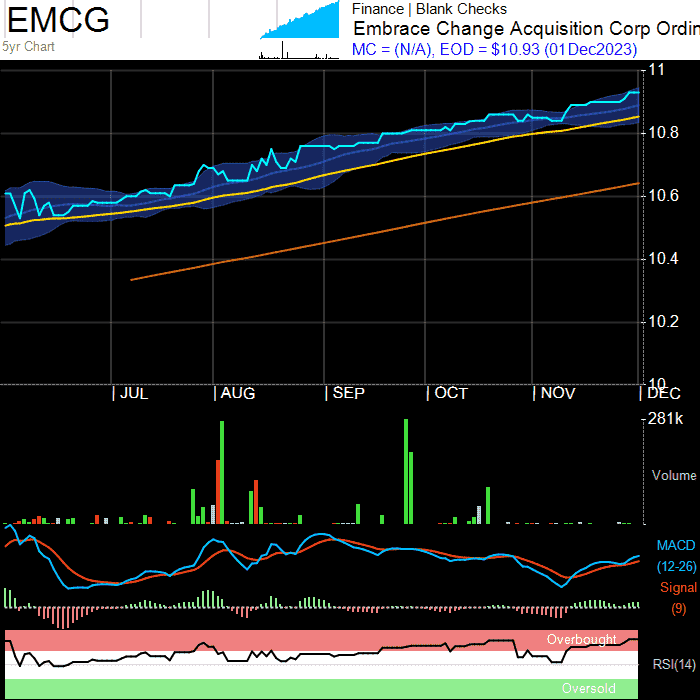 EMCG
5yr Chart
Finance | Blank Checks
Embrace Change Acquisition Corp Ordin
MC = (N/A), EOD = $10.93 (01Dec2023)
11
10.8
10.6
10.4
10.2
10
JUL AUG SEP OCT NOV DEC
281k
Volume
MACD
(12-26)
Signal
(9)
Overbought
RSI(14)
Oversold